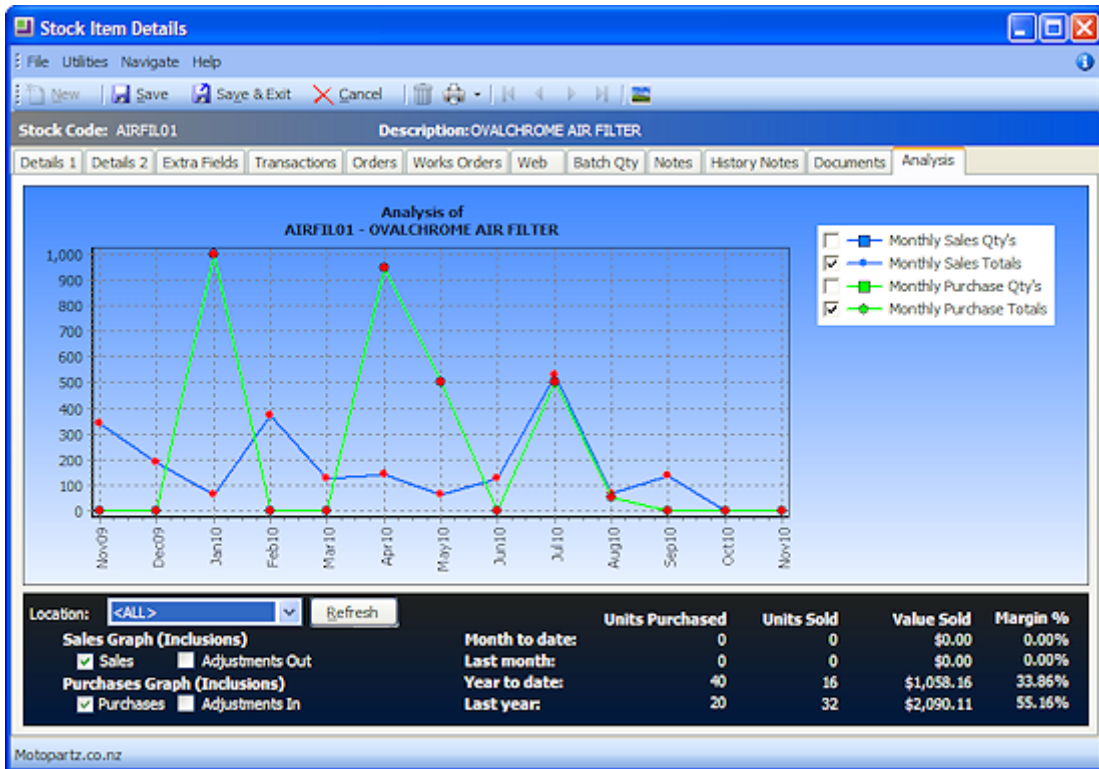 Stock Item Details
File Utilities Navigate Help
New Save Save & Exit Cancel
Stock Code: AIRFIL01 Description: OVALCHROME AIR FILTER
Details 1 Details 2 Extra Fields Transactions Orders Works Orders Web Batch Qty Notes History Notes Documents Analysis
Analysis of
AIRFIL01 - OVALCHROME AIR FILTER
1,000
900
800
700
600
500
400
300
200
100
0
Nov09 Dec09 Jan10 Feb10 Mar10 Apr10 May10 Jun10 Jul10 Aug10 Sep10 Oct10 Nov10
Monthly Sales Qty's
Monthly Sales Totals
Monthly Purchase Qty's
Monthly Purchase Totals
Location: <ALL> Refresh
Sales Graph (Inclusions)
Sales Adjustments Out
Purchases Graph (Inclusions)
Purchases Adjustments In
Units Purchased Units Sold Value Sold Margin %
Month to date: 0 0 $0.00 0.00%
Last month: 0 0 $0.00 0.00%
Year to date: 40 16 $1,058.16 33.86%
Last year: 20 32 $2,090.11 55.16%
Motopartz.co.nz